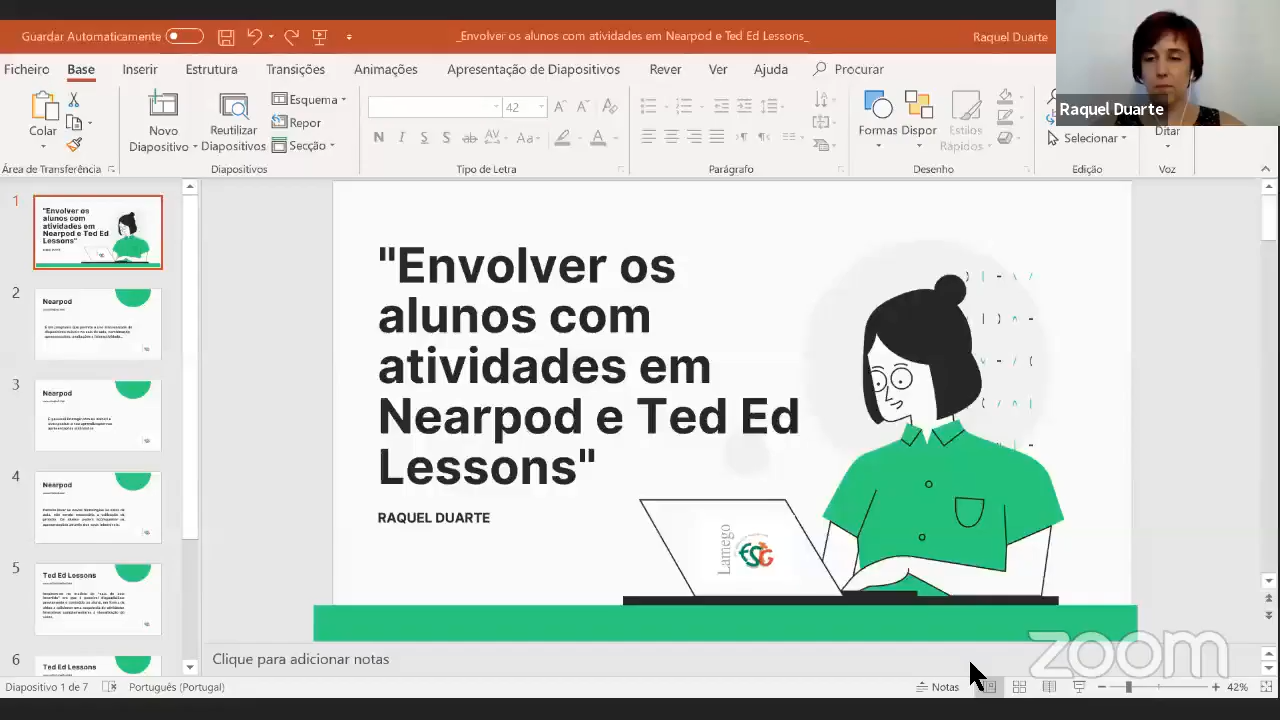 Guardar Automaticamente
_Envolver os alunos com atividades em Nearpod e Ted Ed Lessons_
Raquel Duarte
Ficheiro Base Inserir Estrutura Transições Animações Apresentação de Diapositivos Rever Ver Ajuda Procurar
Raquel Duarte
Colar
Novo
Diapositivo
Reutilizar
Diapositivos
Esquema
Repor
Secção
42
N I S S ab AV Aa A
Formas Dispor Estilos
Rápidos
Selecionar
Ditar
Área de Transferência
Diapositivos
Tipo de Letra
Parágrafo
Desenho
Edição
Voz
1
"Envolver os
alunos com
atividades em
Nearpod e Ted Ed
Lessons"
2
Nearpod
3
Nearpod
4
Nearpod
5
Ted Ed Lessons
6
Ted Ed Lessons
"Envolver os
alunos com
atividades em
Nearpod e Ted Ed
Lessons"
RAQUEL DUARTE
Lamego
ESG
Clique para adicionar notas
zoom
Diapositivo 1 de 7
Português (Portugal)
Notas
42%